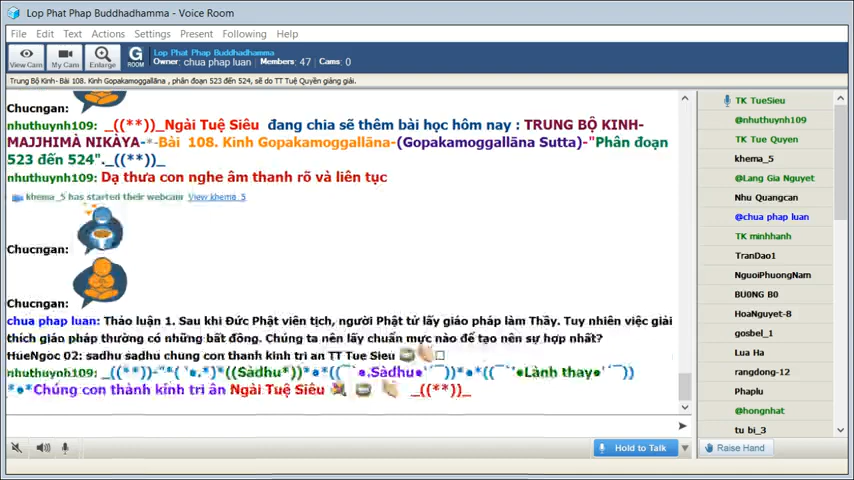 Lop Phat Phap Buddhadhamma - Voice Room
File Edit Text Actions Settings Present Following Help
View Cam My Cam Enlarge G ROOM
Lop Phat Phap Buddhadhamma
Owner: chua phap luan : Members: 47 : Cams: 0
Trung Bộ Kinh- Bài 108. Kinh Gopakamoggallāna , phân đoạn 523 đến 524, sẽ do TT Tuệ Quyền giảng giải.
Chucngan:
nhuthuynh109: _((**))_Ngài Tuệ Siêu đang chia sẽ thêm bài học hôm nay : TRUNG BỘ KINH-
MAJJHIMÀ NIKÀYA-*-Bài 108. Kinh Gopakamoggallāna-(Gopakamoggallāna Sutta)-"Phân đoạn
523 đến 524"._((**))_
nhuthuynh109: Dạ thưa con nghe âm thanh rõ và liên tục
khema_5 has started their webcam View khema_5
Chucngan:
Chucngan:
chua phap luan: Thảo luận 1. Sau khi Đức Phật viên tịch, người Phật tử lấy giáo pháp làm Thầy. Tuy nhiên việc giải
thích giáo pháp thường có những bất đồng. Chúng ta nên lấy chuẩn mực nào để tạo nên sự hợp nhất?
HueNgoc 02: sadhu sadhu chung con thanh kinh tri an TT Tue Sieu
nhuthuynh109: Sàdhu Sàdhu Lành thay
Chúng con thành kính tri ân Ngài Tuệ Siêu _((**))_
Hold to Talk
TK TueSieu
@nhuthuynh109
TK Tue Quyen
khema_5
@Lang Gia Nguyet
Nhu Quangcan
@chua phap luan
TK minhhanh
TranDao1
NguoiPhuongNam
BU0NG B0
HoaNguyet-8
gosbel_1
Lua Ha
rangdong-12
Phaplu
@hongnhat
tu bi_3
Raise Hand